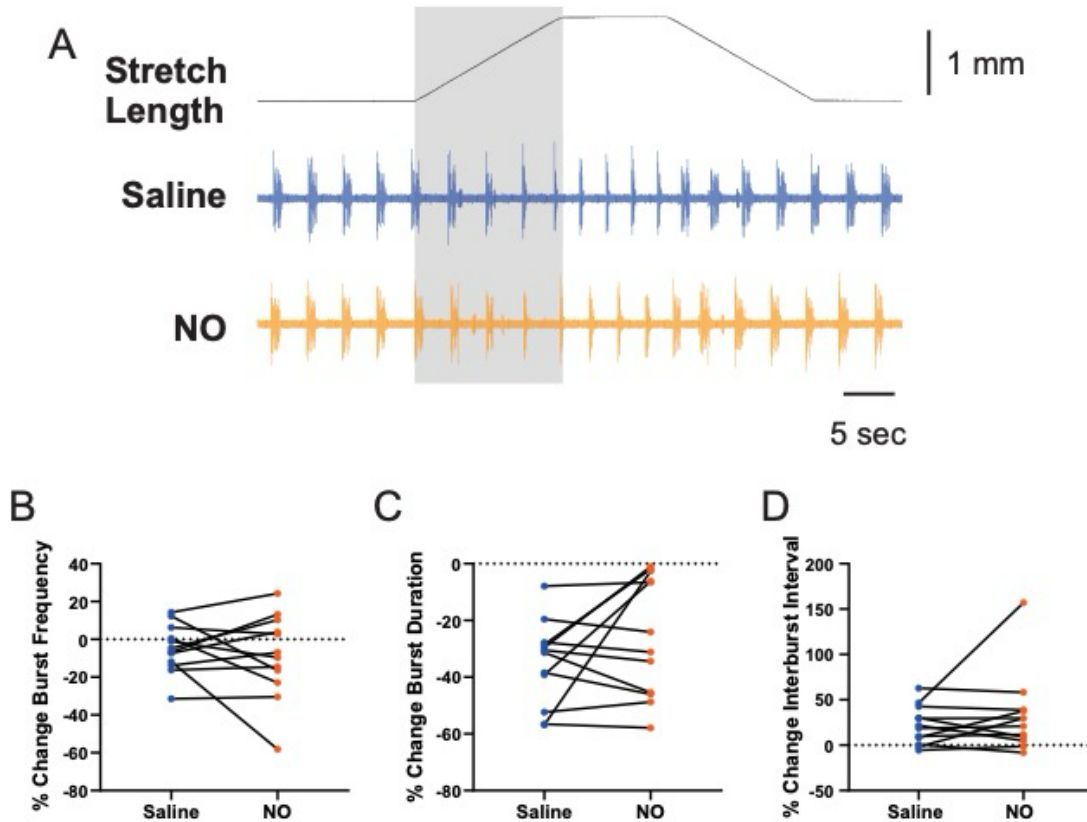 A
Stretch
Length
1 mm
Saline
NO
5 sec
B
% Change Burst Frequency
40
20
0
-20
-40
-60
-80
Saline NO
C
% Change Burst Duration
0
-20
-40
-60
-80
Saline NO
D
% Change Interburst Interval
200
150
100
50
0
-50
Saline NO